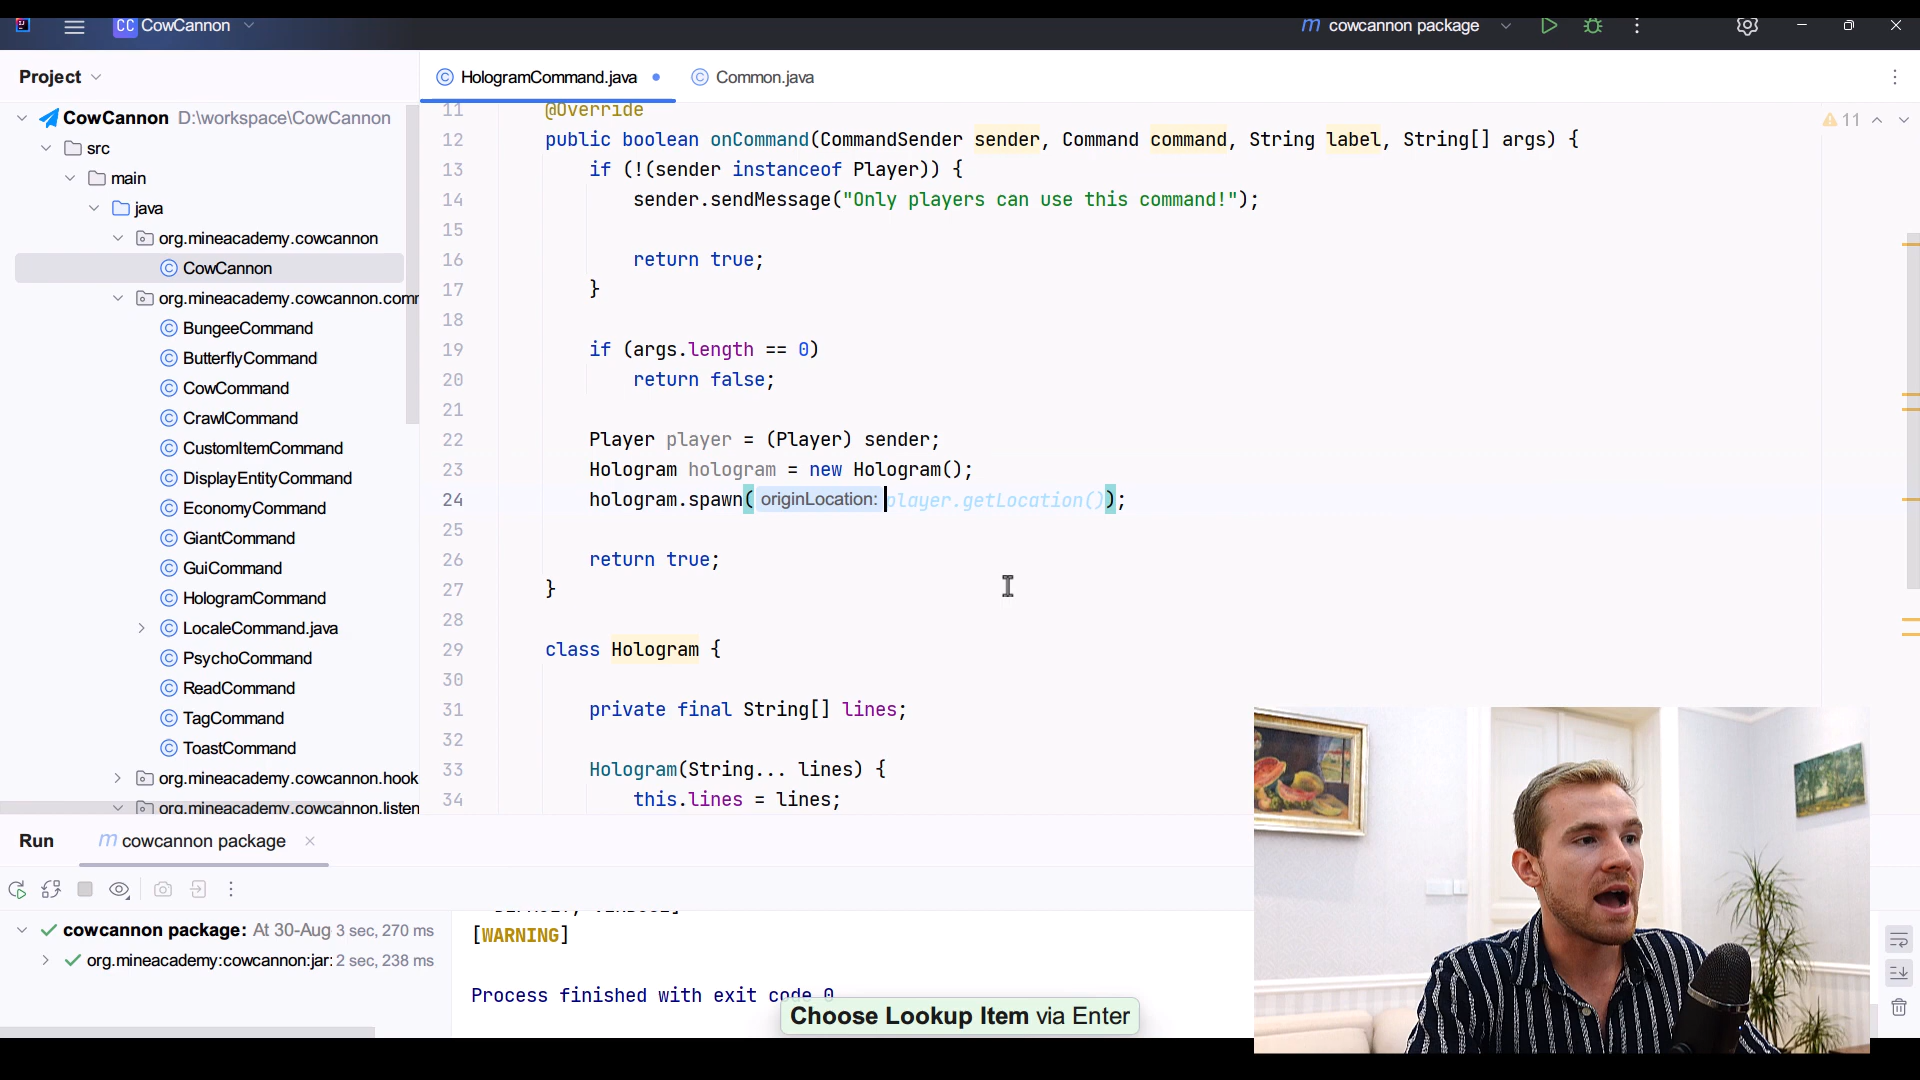 CC CowCannon
cowcannon package
Project
HologramCommand.java
Common.java
CowCannon D:\workspace\CowCannon
src
main
java
org.mineacademy.cowcannon
CowCannon
org.mineacademy.cowcannon.comm
BungeeCommand
ButterflyCommand
CowCommand
CrawlCommand
CustomItemCommand
DisplayEntityCommand
EconomyCommand
GiantCommand
GuiCommand
HologramCommand
LocaleCommand.java
PsychoCommand
ReadCommand
TagCommand
ToastCommand
org.mineacademy.cowcannon.hook
org.mineacademy.cowcannon.listen
11
11 @Override
12 public boolean onCommand(CommandSender sender, Command command, String label, String[] args) {
13 if (!(sender instanceof Player)) {
14 sender.sendMessage("Only players can use this command!");
15
16 return true;
17 }
18
19 if (args.length == 0)
20 return false;
21
22 Player player = (Player) sender;
23 Hologram hologram = new Hologram();
24 hologram.spawn( originLocation: player.getLocation());
25
26 return true;
27 }
28
29 class Hologram {
30
31 private final String[] lines;
32
33 Hologram(String... lines) {
34 this.lines = lines;
Run
cowcannon package
cowcannon package: At 30-Aug 3 sec, 270 ms
org.mineacademy:cowcannon:jar: 2 sec, 238 ms
[WARNING]
Process finished with exit code 0
Choose Lookup Item via Enter